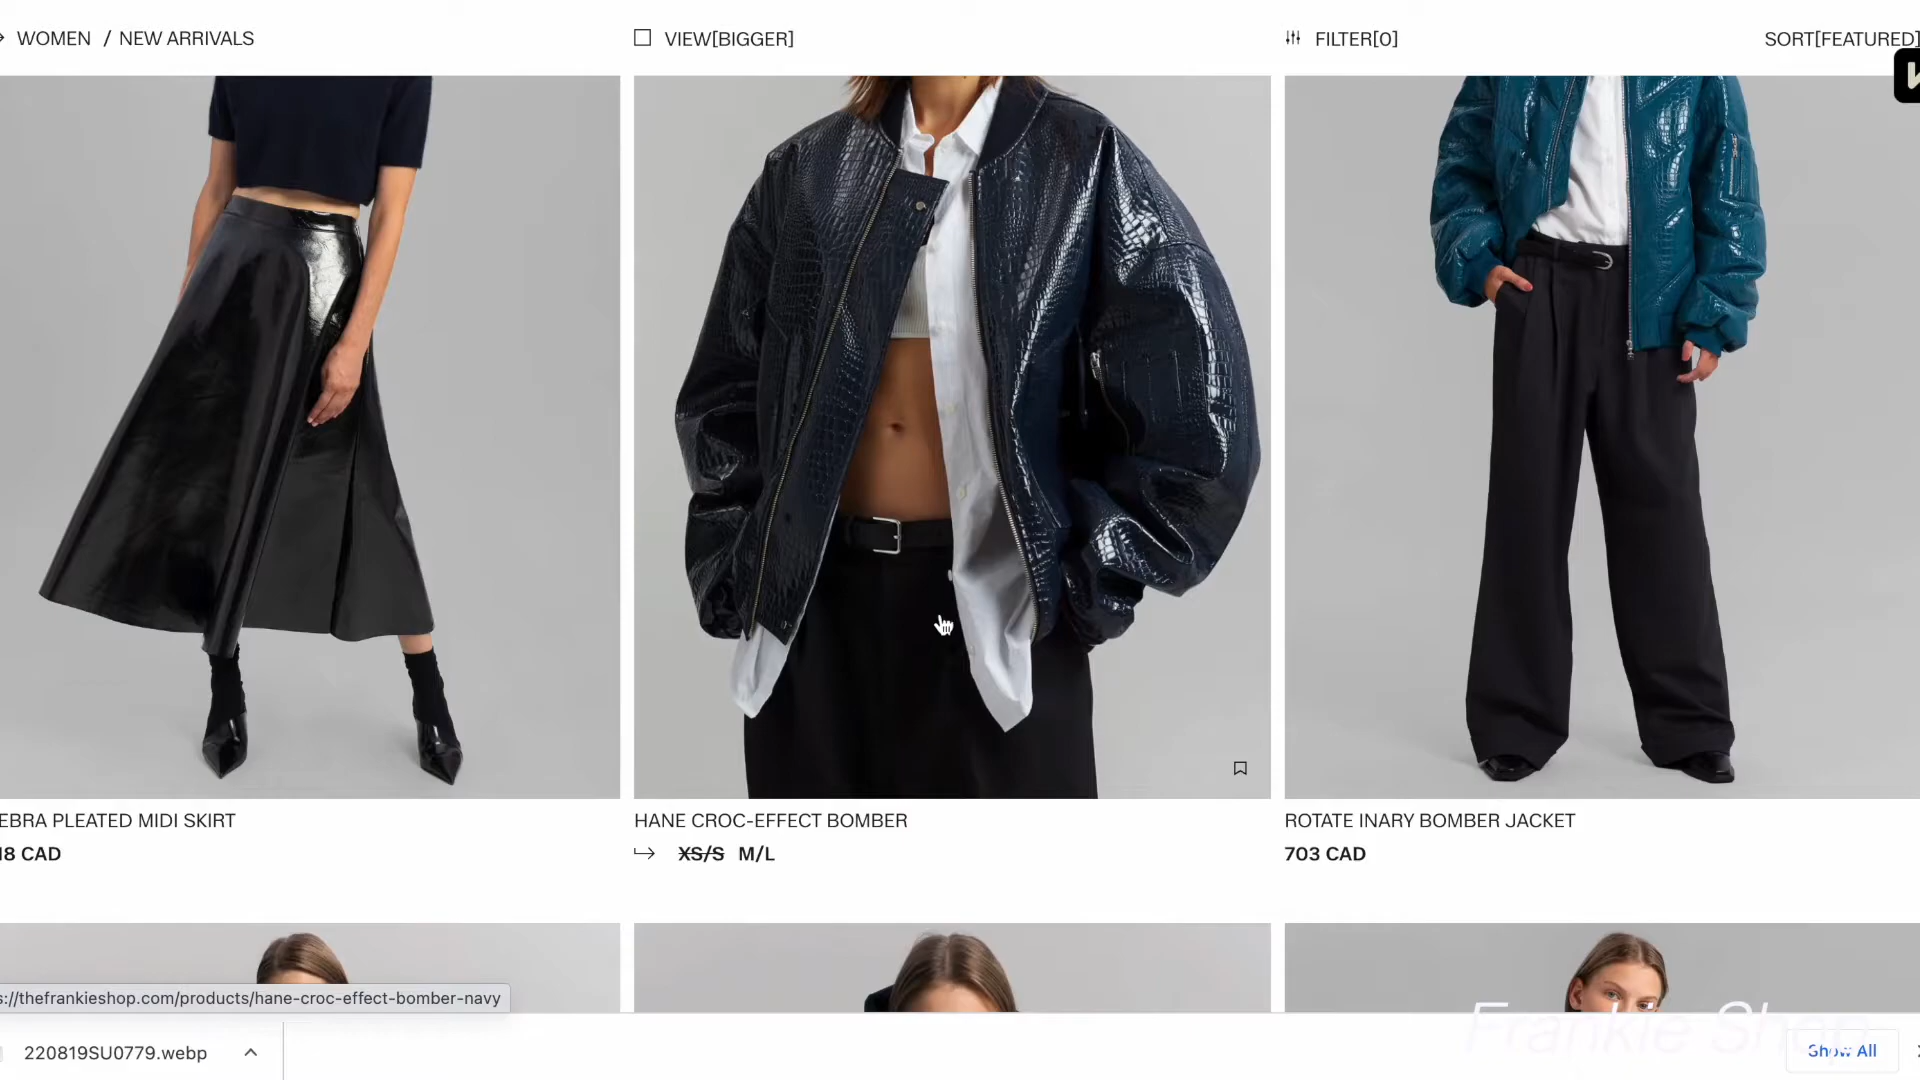 WOMEN / NEW ARRIVALS
VIEW[BIGGER]
FILTER[0]
SORT[FEATURED]
EBRA PLEATED MIDI SKIRT
18 CAD
HANE CROC-EFFECT BOMBER
XS/S M/L
ROTATE INARY BOMBER JACKET
703 CAD
s://thefrankieshop.com/products/hane-croc-effect-bomber-navy
220819SU0779.webp
Frankie Shop
Show All